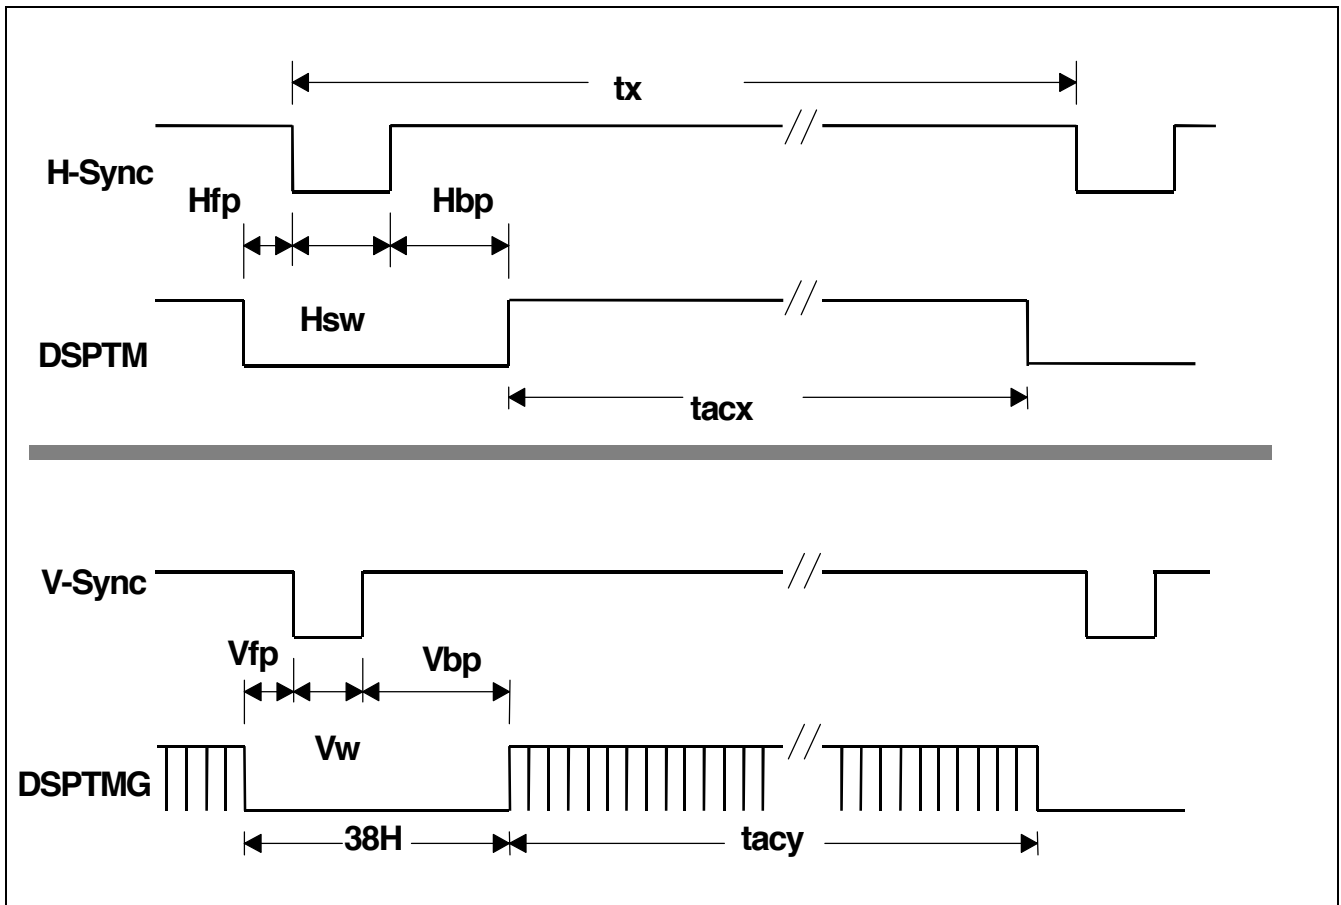 tx
H-Sync
Hfp
Hbp
Hsw
DSPTM
tacx
V-Sync
Vfp
Vbp
Vw
DSPTMG
38H
tacy